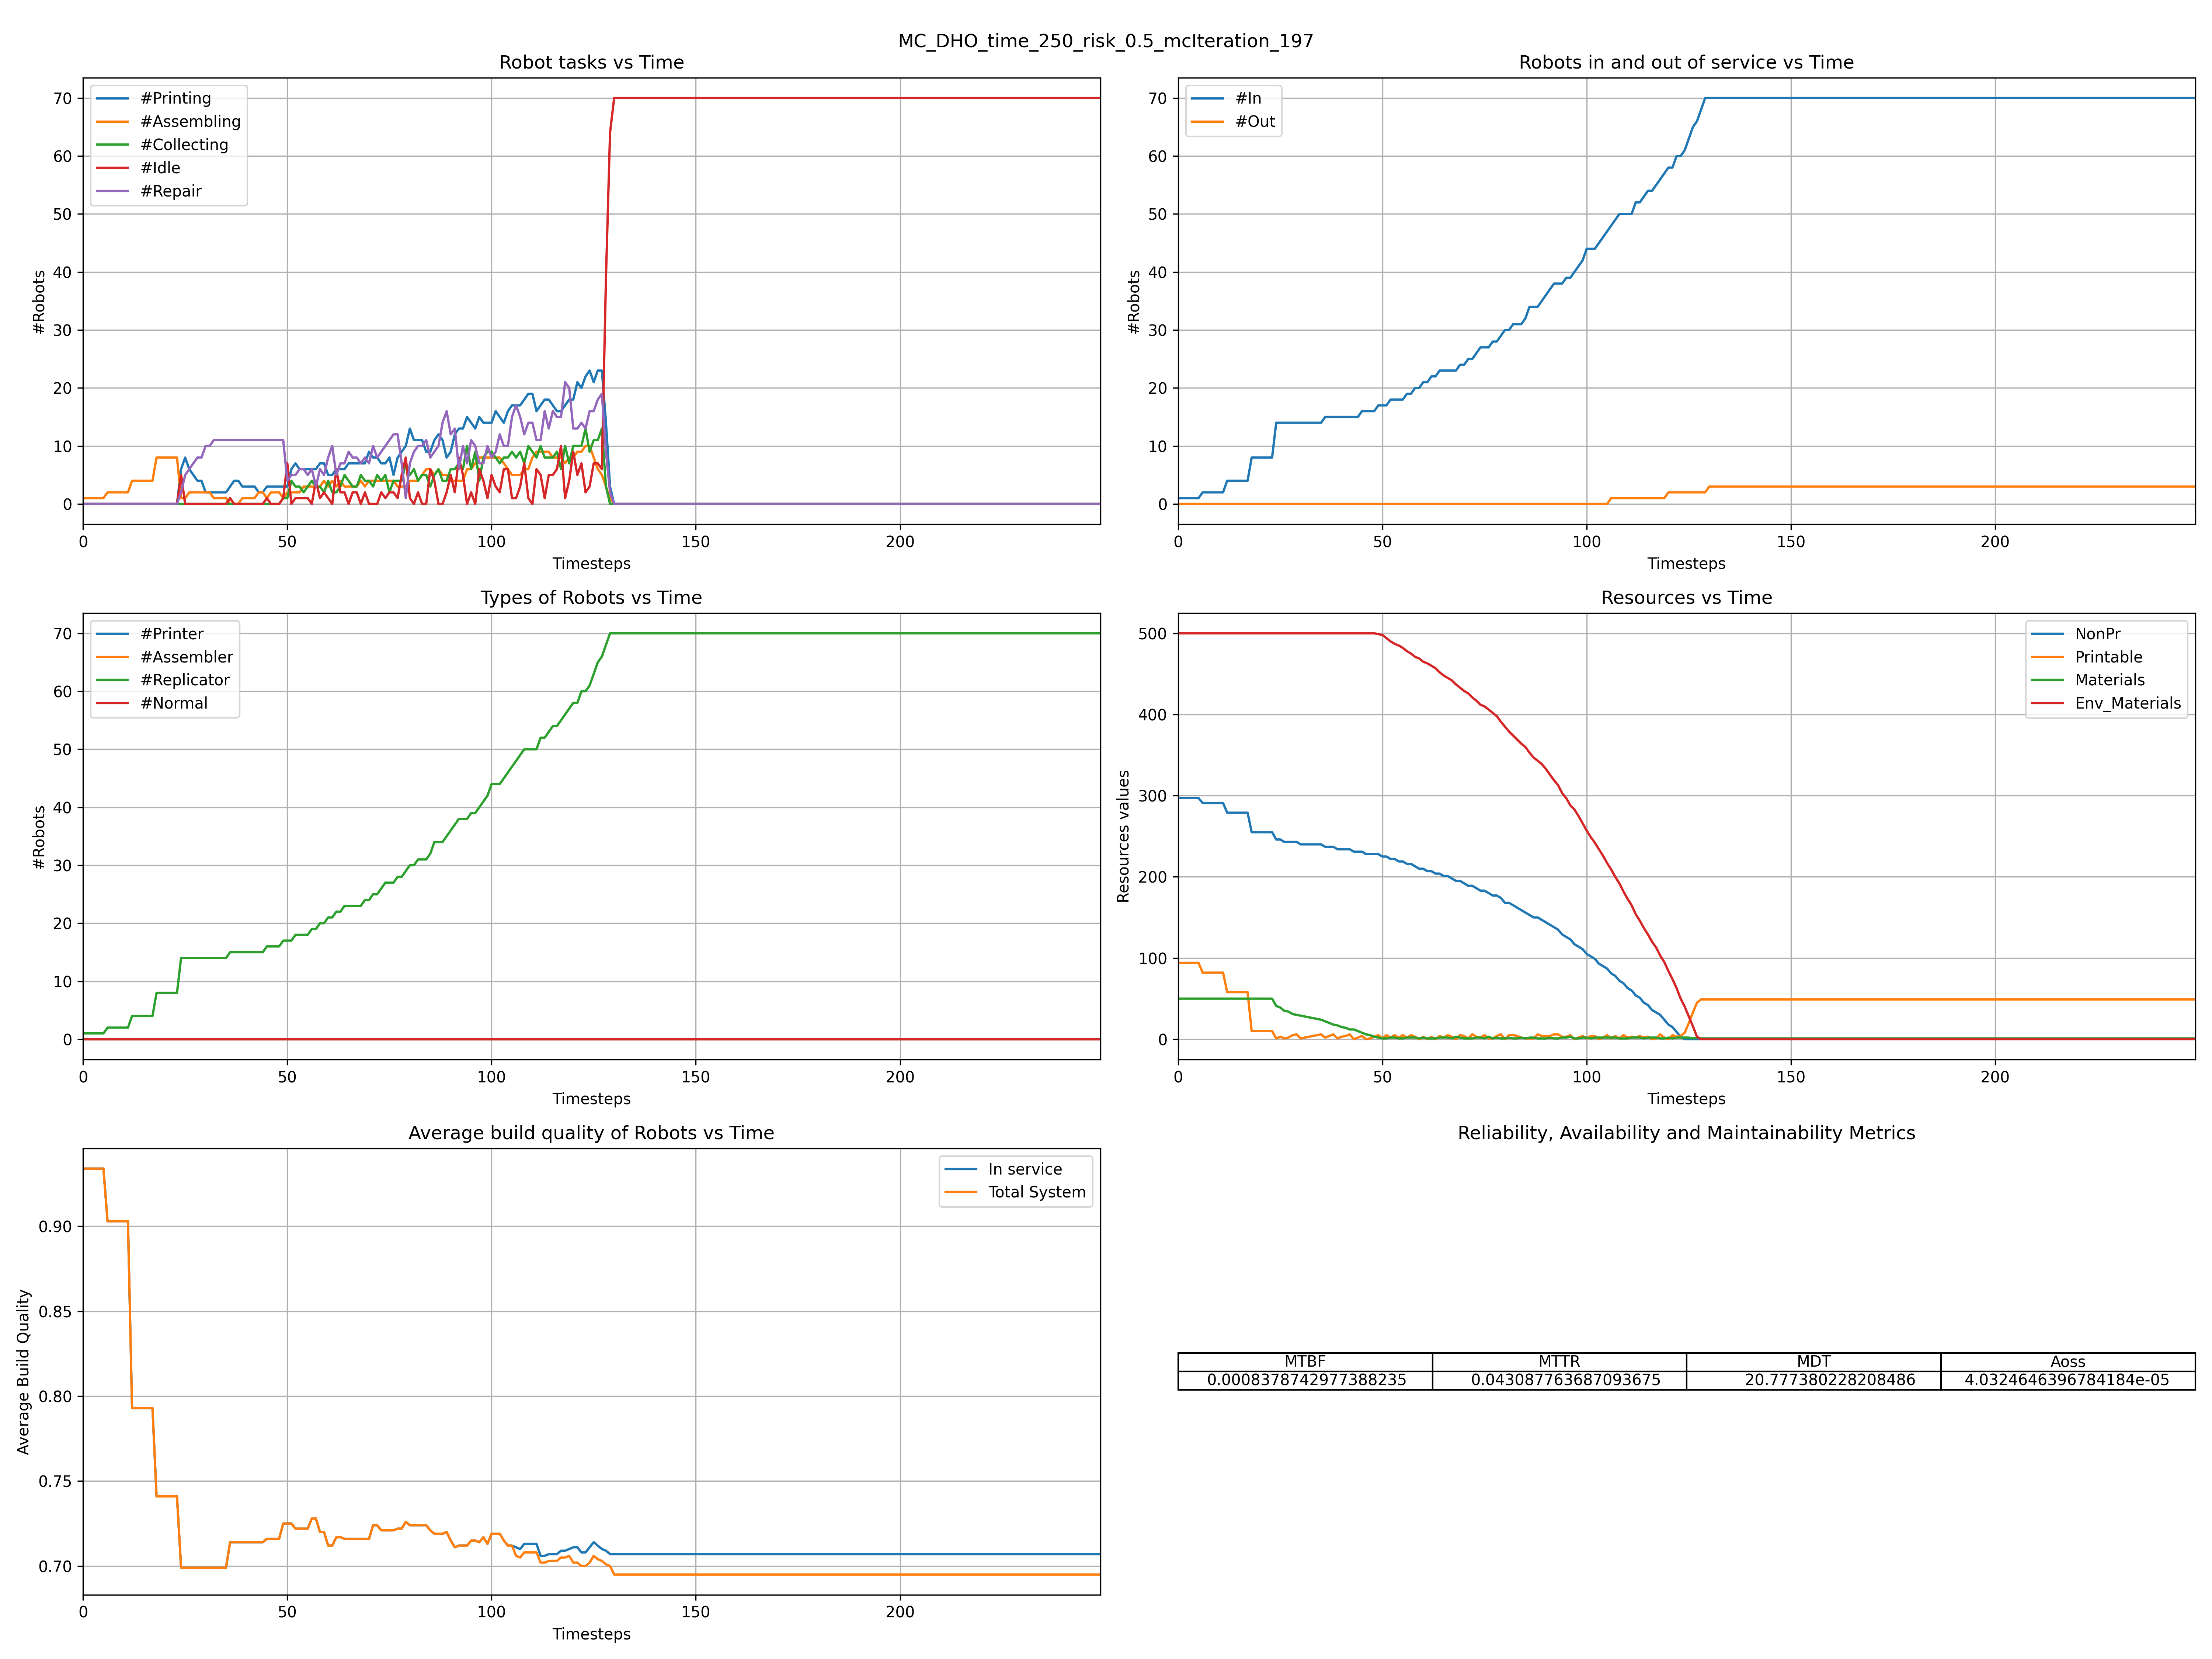 MC_DHO_time_250_risk_0.5_mcIteration_197
Robot tasks vs Time
#Printing
#Assembling
#Collecting
#Idle
#Repair
70
60
50
40
30
20
10
0
#Robots
0 50 100 150 200
Timesteps
Robots in and out of service vs Time
#In
#Out
70
60
50
40
30
20
10
0
#Robots
0 50 100 150 200
Timesteps
Types of Robots vs Time
#Printer
#Assembler
#Replicator
#Normal
70
60
50
40
30
20
10
0
#Robots
0 50 100 150 200
Timesteps
Resources vs Time
NonPr
Printable
Materials
Env_Materials
500
400
300
200
100
0
Resources values
0 50 100 150 200
Timesteps
Average build quality of Robots vs Time
In service
Total System
0.90
0.85
0.80
0.75
0.70
Average Build Quality
0 50 100 150 200
Timesteps
Reliability, Availability and Maintainability Metrics
MTBF MTTR MDT Aoss
0.0008378742977388235 0.043087763687093675 20.777380228208486 4.0324646396784184e-05